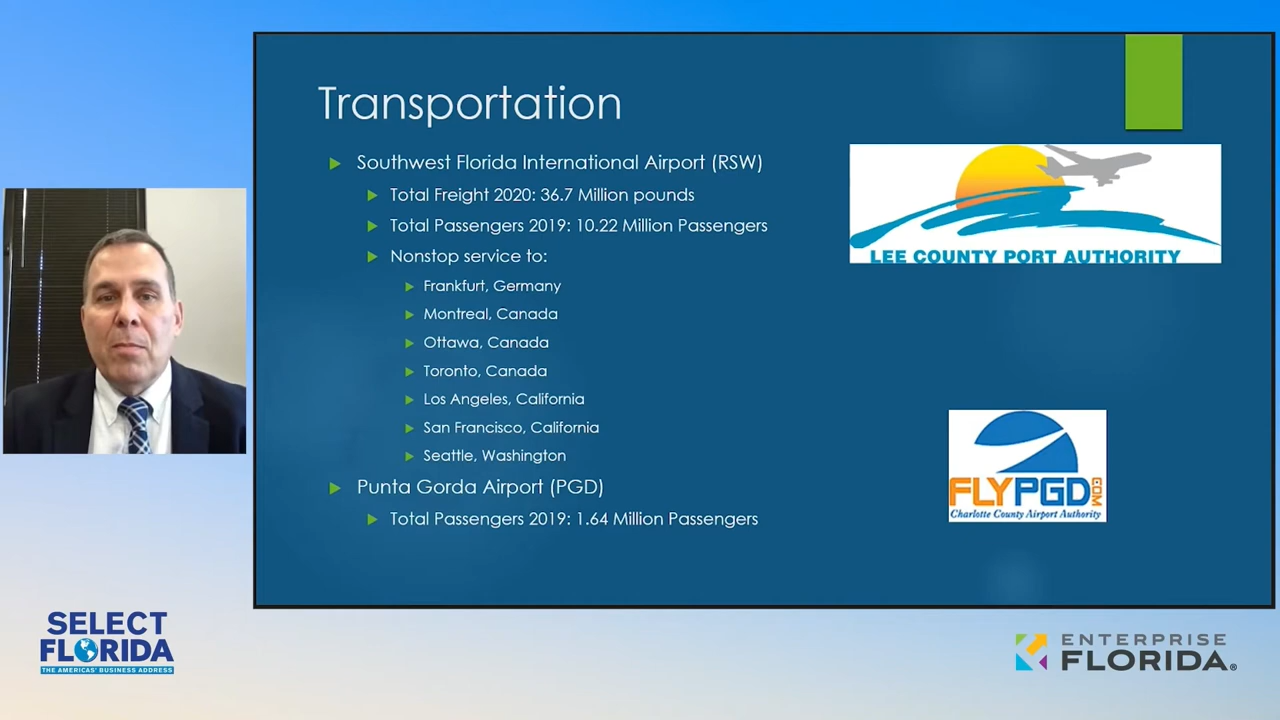 Transportation
Southwest Florida International Airport (RSW)
Total Freight 2020: 36.7 Million pounds
Total Passengers 2019: 10.22 Million Passengers
Nonstop service to:
Frankfurt, Germany
Montreal, Canada
Ottawa, Canada
Toronto, Canada
Los Angeles, California
San Francisco, California
Seattle, Washington
Punta Gorda Airport (PGD)
Total Passengers 2019: 1.64 Million Passengers
LEE COUNTY PORT AUTHORITY
FLYPGD.COM
Charlotte County Airport Authority
SELECT
FLORIDA
THE AMERICAS' BUSINESS ADDRESS
ENTERPRISE
FLORIDA®